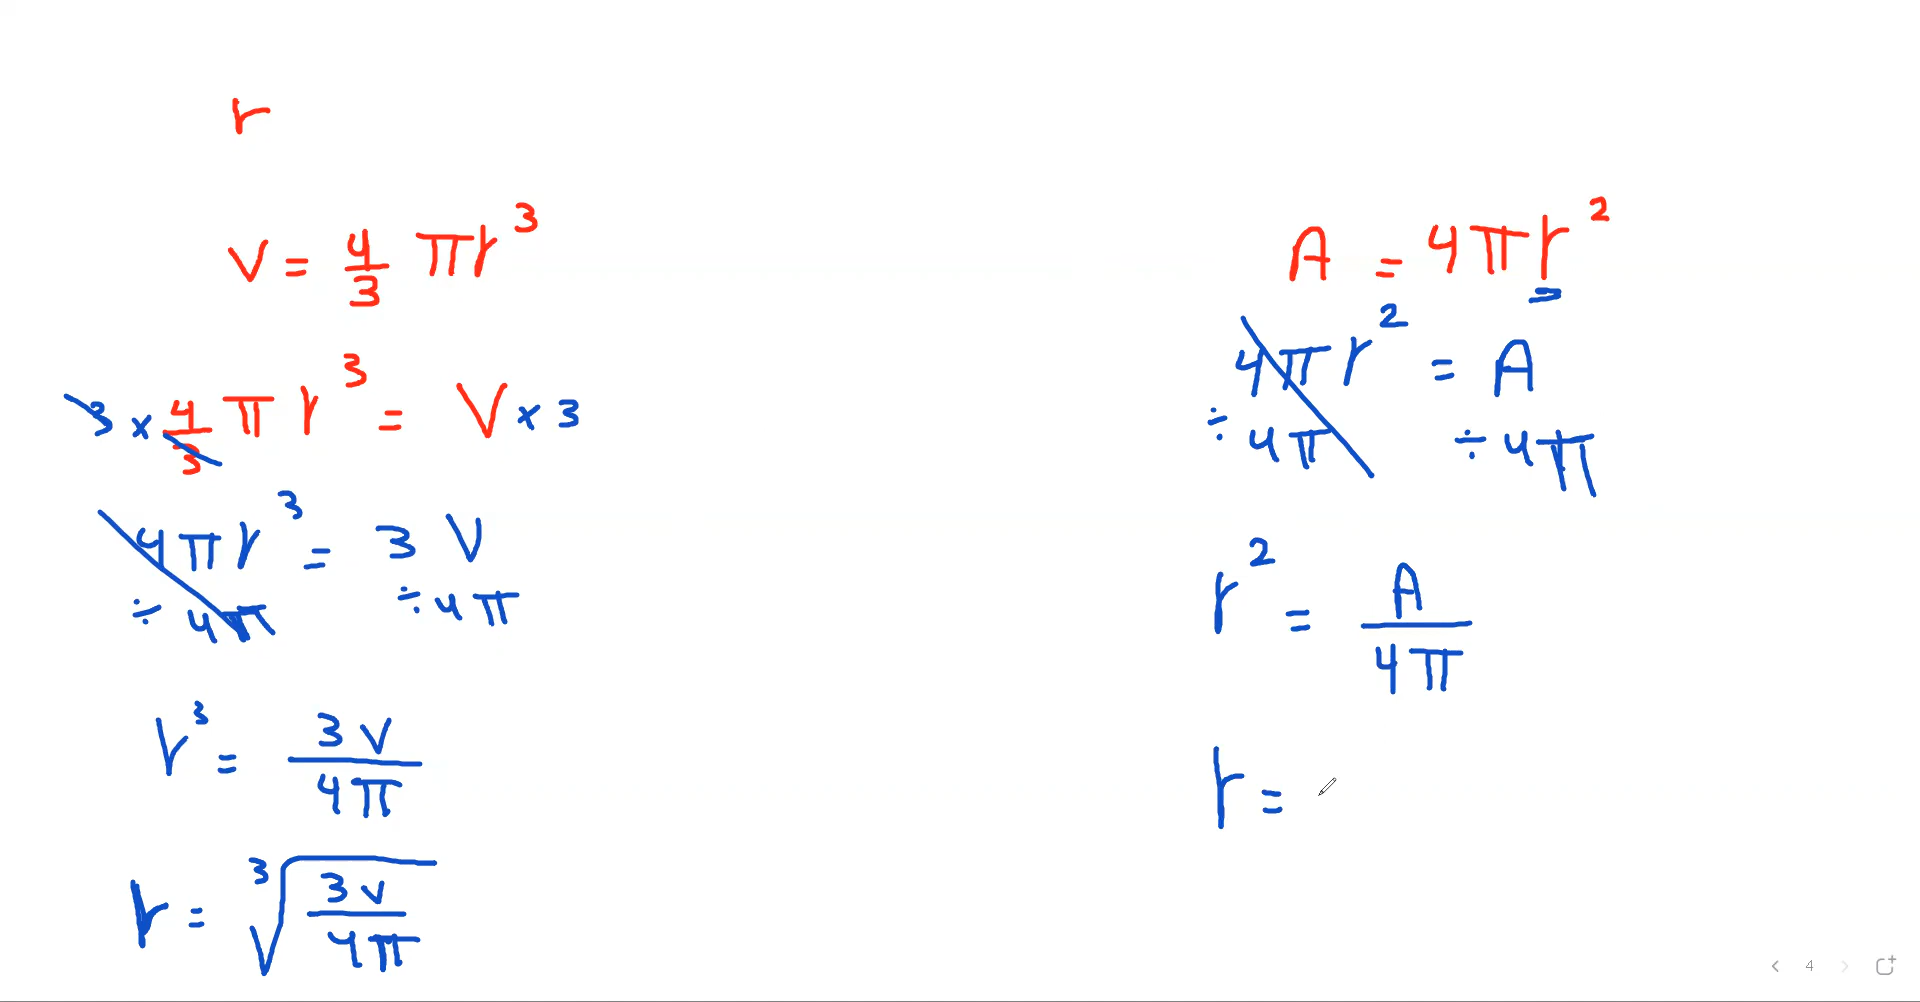 r
V = 4/3 πr³
3 × 4/3 π r³ = V × 3
4πr³ = 3V
÷ 4π ÷ 4π
r³ = 3V/4π
r = ³√(3V/4π)
A = 4πr²
4πr² = A
÷ 4π ÷ 4π
r² = A/4π
r =
4